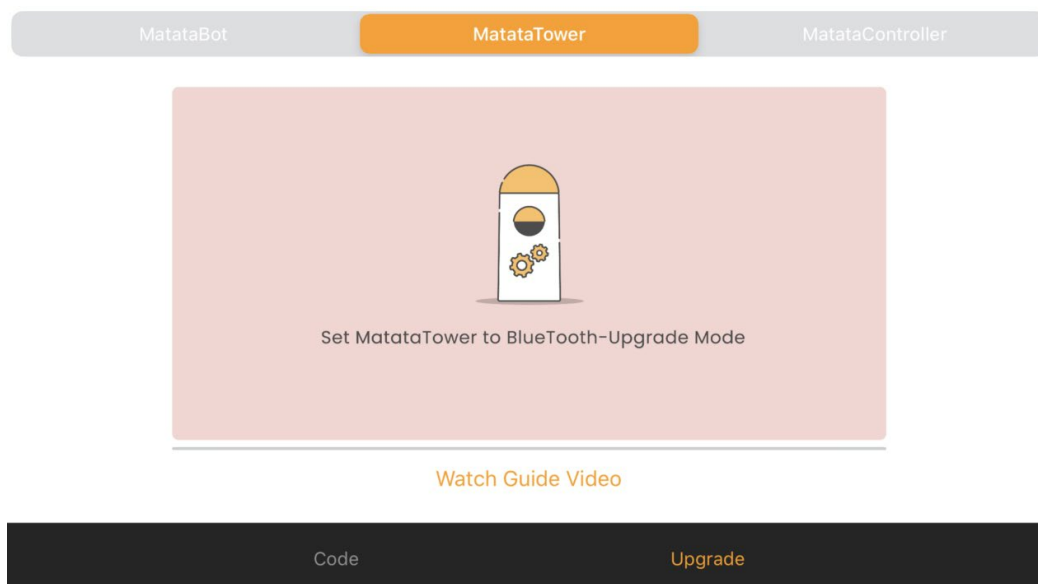 MatataBot MatataTower MatataController
Set MatataTower to BlueTooth-Upgrade Mode
Watch Guide Video
Code Upgrade